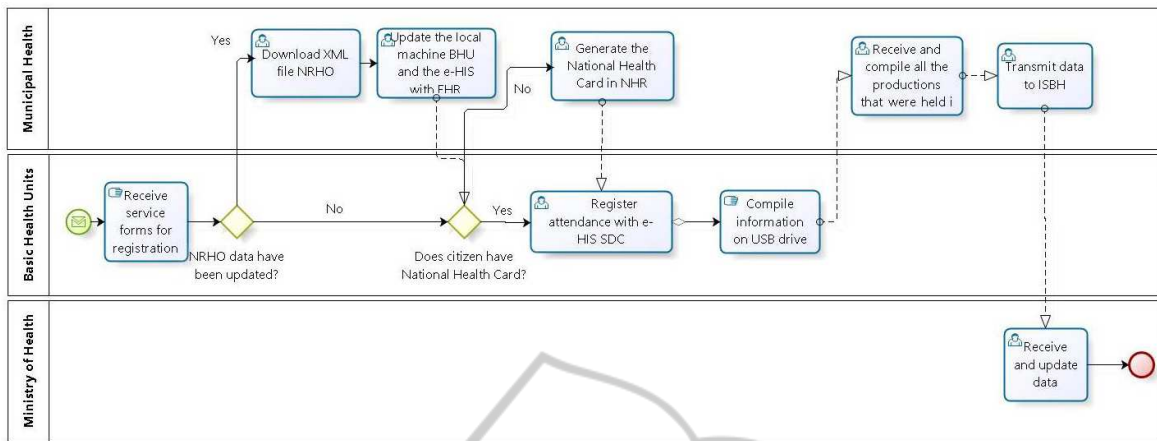 Municipal Health
Yes
Download XML
file NRHO
Update the local
machine BHU
and the e-HIS
with FHR
No
Generate the
National Health
Card in NHR
Receive and
compile all the
productions
that were held i
Transmit data
to ISBH
Basic Health Units
Receive
service
forms for
registration
NRHO data have
been updated?
No
Does citizen have
National Health Card?
Yes
Register
attendance with e-
HIS SDC
Compile
information
on USB drive
Ministry of Health
Receive
and update
data